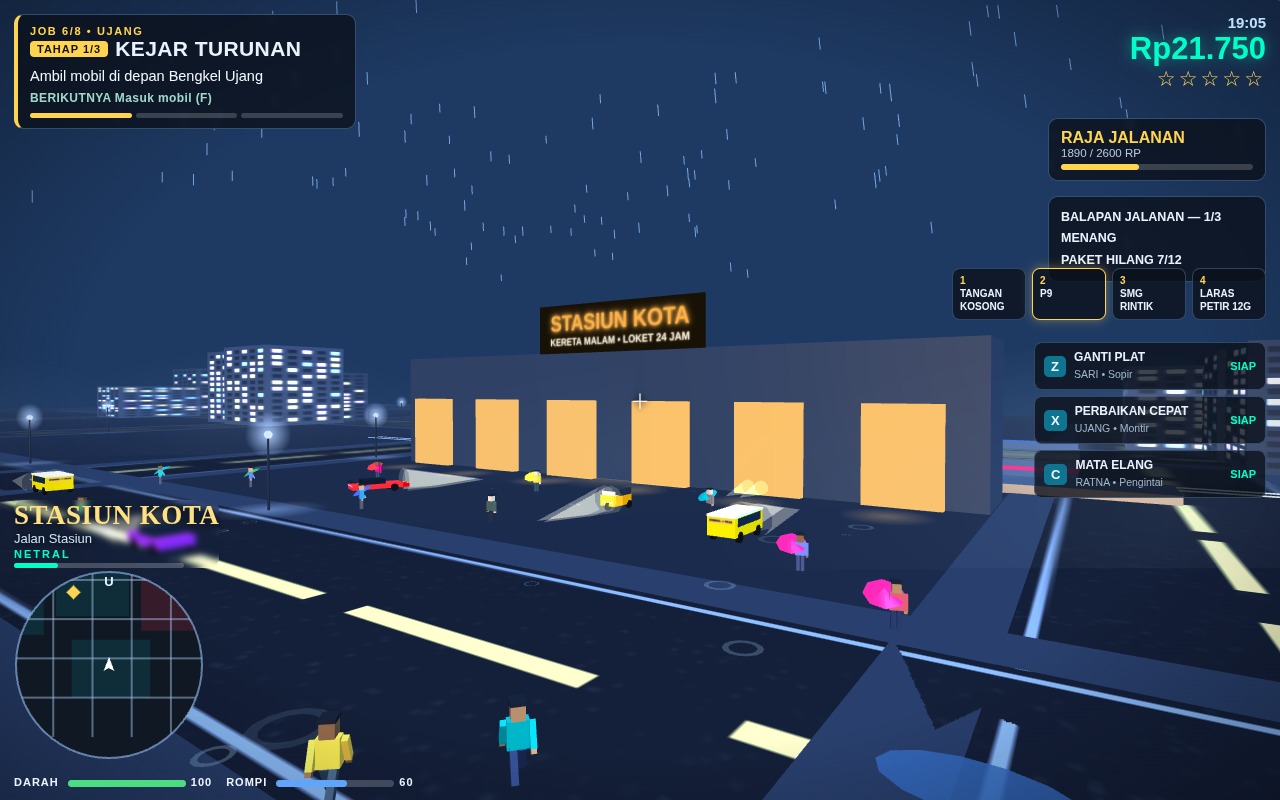 JOB 6/8 • UJANG
TAHAP 1/3 KEJAR TURUNAN
Ambil mobil di depan Bengkel Ujang
BERIKUTNYA Masuk mobil (F)
19:05
Rp21.750
☆☆☆☆☆
RAJA JALANAN
1890 / 2600 RP
BALAPAN JALANAN — 1/3
MENANG
PAKET HILANG 7/12
1
TANGAN
KOSONG
2
P9
3
SMG
RINTIK
4
LARAS
PETIR 12G
Z GANTI PLAT SIAP
SARI • Sopir
X PERBAIKAN CEPAT SIAP
UJANG • Montir
C MATA ELANG SIAP
RATNA • Pengintai
STASIUN KOTA
KERETA MALAM • LOKET 24 JAM
STASIUN KOTA
Jalan Stasiun
NETRAL
U
DARAH 100 ROMPI 60